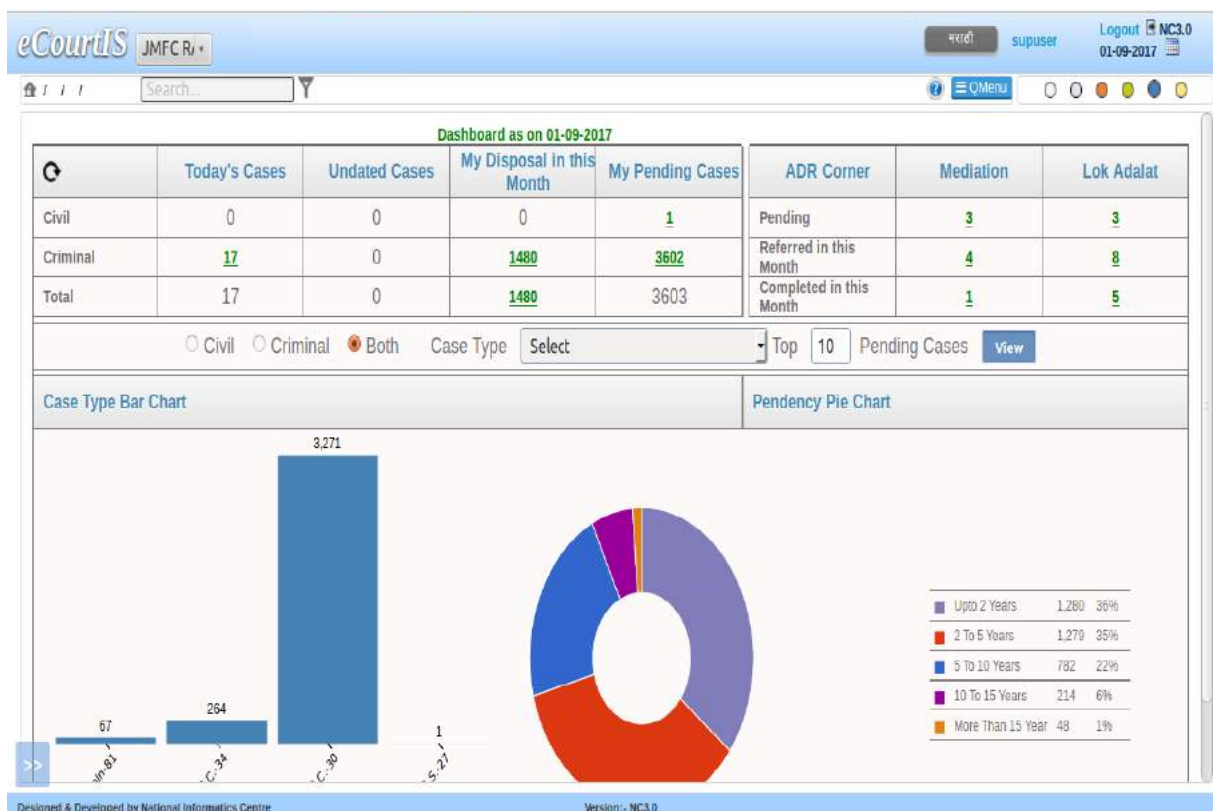 eCourtIS JMFC R/ मराठी supuser Logout NC3.0
01-09-2017
/ / / Search... QMenu
Dashboard as on 01-09-2017
Today's Cases Undated Cases My Disposal in this Month My Pending Cases ADR Corner Mediation Lok Adalat
Civil 0 0 0 1 Pending 3 3
Criminal 17 0 1480 3602 Referred in this Month 4 8
Total 17 0 1480 3603 Completed in this Month 1 5
Civil Criminal Both Case Type Select Top 10 Pending Cases View
Case Type Bar Chart Pendency Pie Chart
3,271
264
67
1
in-81
C.-34
C.-30
S.-27
Upto 2 Years 1,280 36%
2 To 5 Years 1,279 35%
5 To 10 Years 782 22%
10 To 15 Years 214 6%
More Than 15 Year 48 1%
>>
Designed & Developed by National Informatics Centre Version:- NC3.0